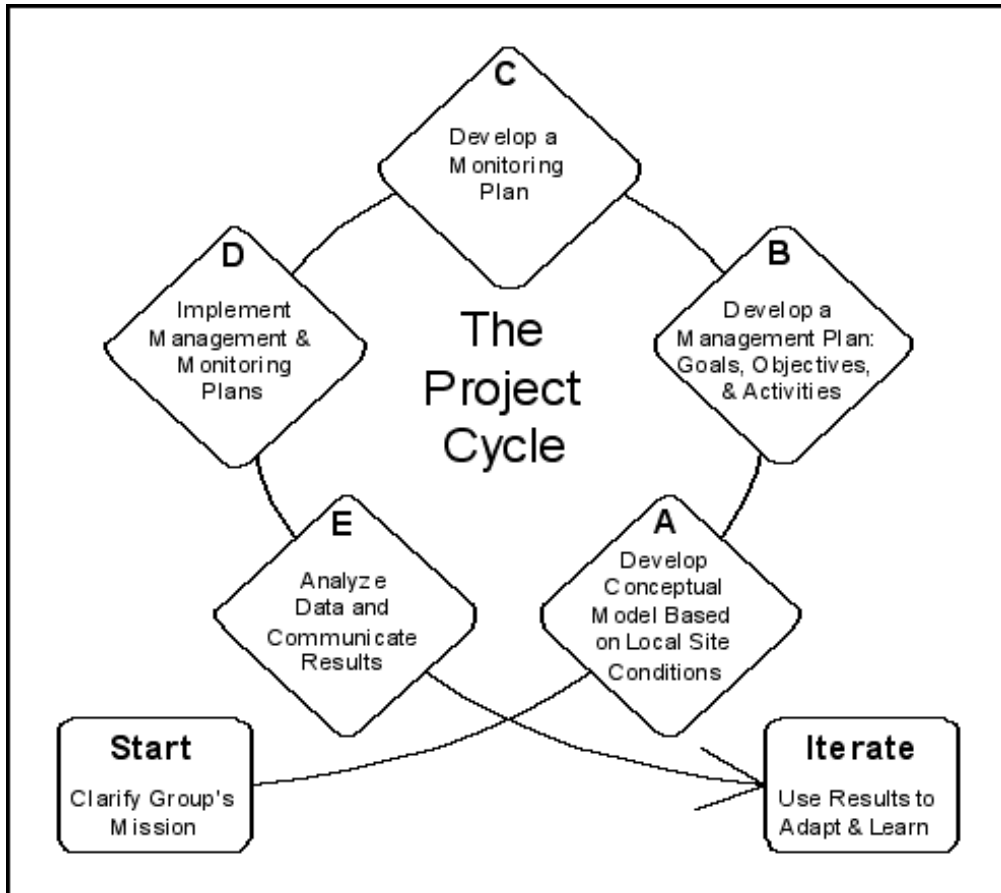 C
Develop a
Monitoring
Plan
D
Implement
Management &
Monitoring
Plans
The
Project
Cycle
B
Develop a
Management Plan:
Goals, Objectives,
& Activities
E
Analyze
Data and
Communicate
Results
A
Develop
Conceptual
Model Based
on Local Site
Conditions
Start
Clarify Group's
Mission
Iterate
Use Results to
Adapt & Learn